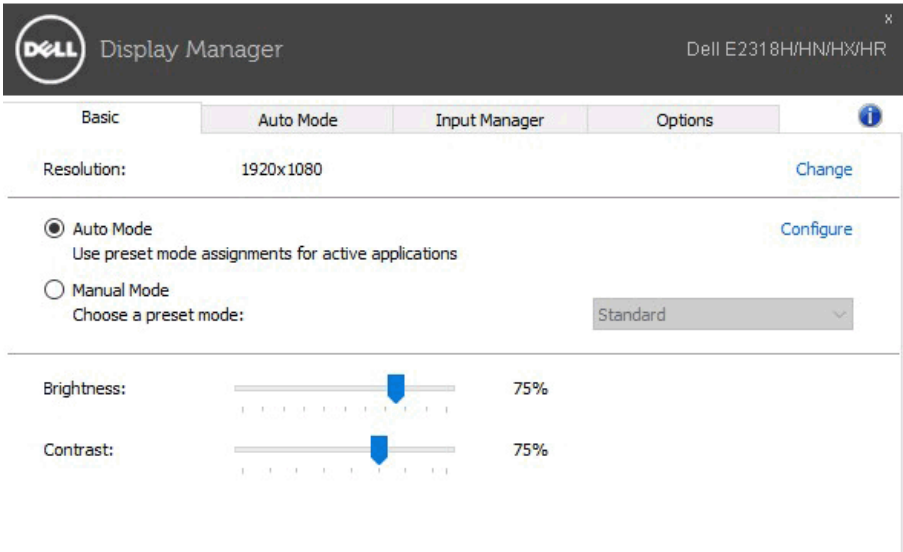 x
DELL Display Manager Dell E2318H/HN/HX/HR
Basic Auto Mode Input Manager Options i
Resolution: 1920x1080 Change
Auto Mode Configure
Use preset mode assignments for active applications
Manual Mode
Choose a preset mode: Standard
Brightness: 75%
Contrast: 75%